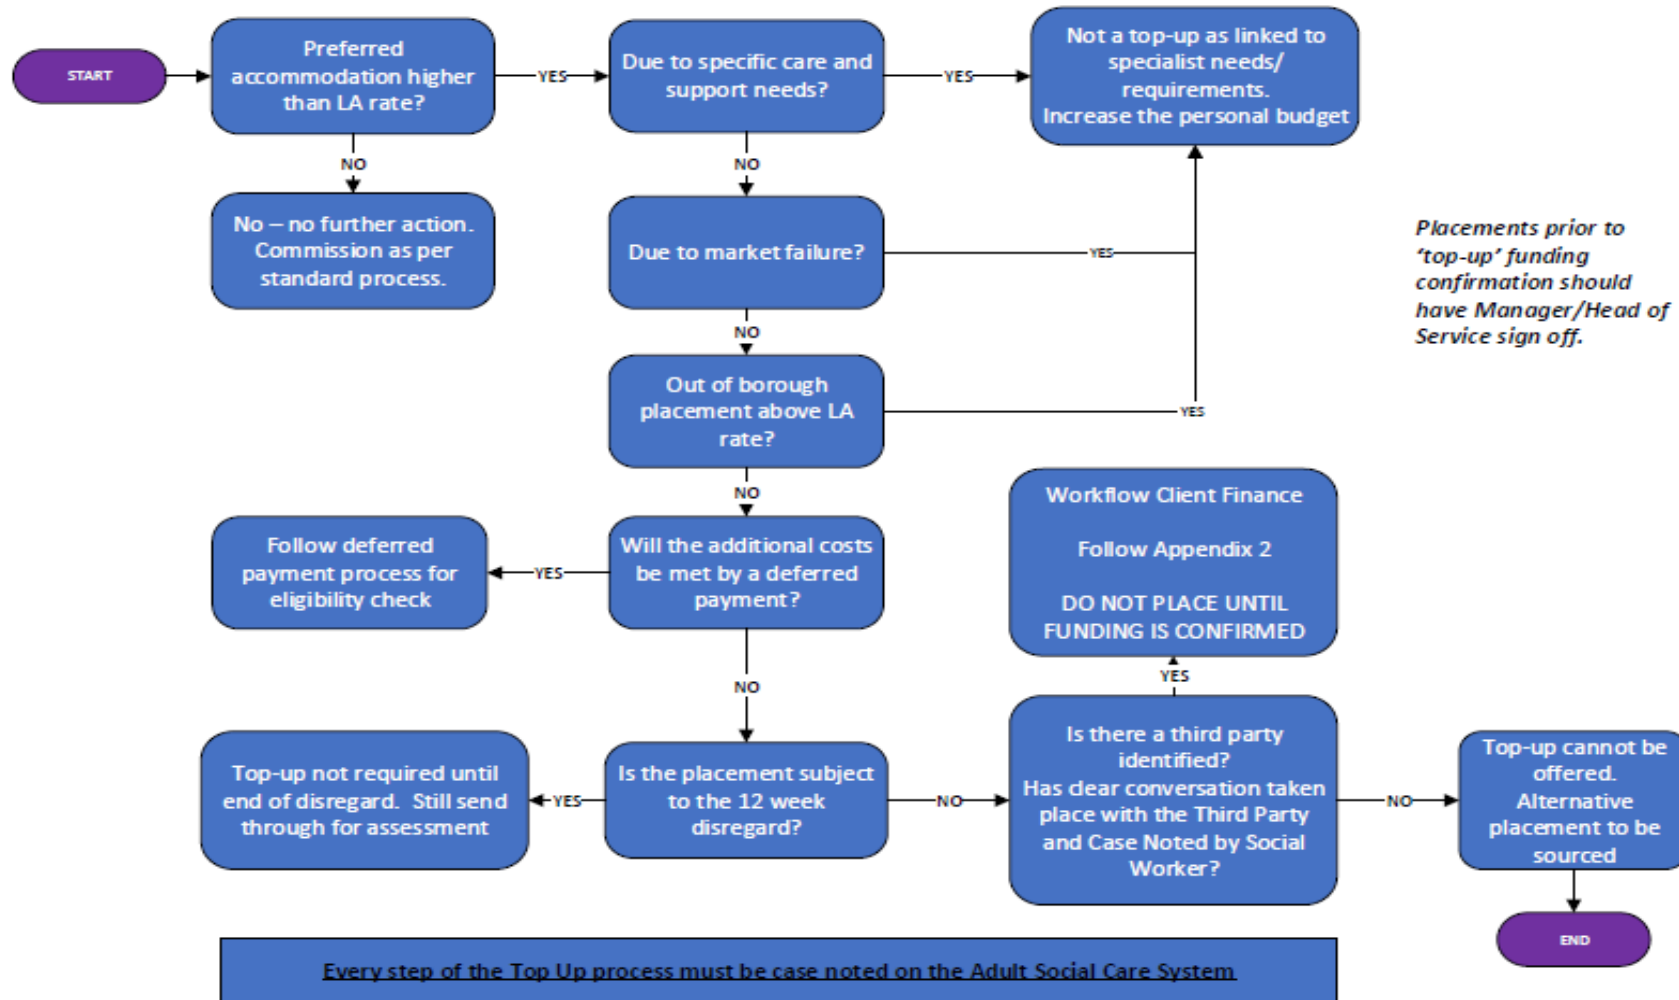 START
Preferred
accommodation higher
than LA rate?
YES
Due to specific care and
support needs?
YES
Not a top-up as linked to
specialist needs/
requirements.
Increase the personal budget
NO
NO
No – no further action.
Commission as per
standard process.
Due to market failure?
YES
Placements prior to
‘top-up’ funding
confirmation should
have Manager/Head of
Service sign off.
NO
Out of borough
placement above LA
rate?
YES
NO
Follow deferred
payment process for
eligibility check
YES
Will the additional costs
be met by a deferred
payment?
Workflow Client Finance
Follow Appendix 2
DO NOT PLACE UNTIL
FUNDING IS CONFIRMED
NO
YES
Top-up not required until
end of disregard.  Still send
through for assessment
YES
Is the placement subject
to the 12 week
disregard?
NO
Is there a third party
identified?
Has clear conversation taken
place with the Third Party
and Case Noted by Social
Worker?
NO
Top-up cannot be
offered.
Alternative
placement to be
sourced
END
Every step of the Top Up process must be case noted on the Adult Social Care System